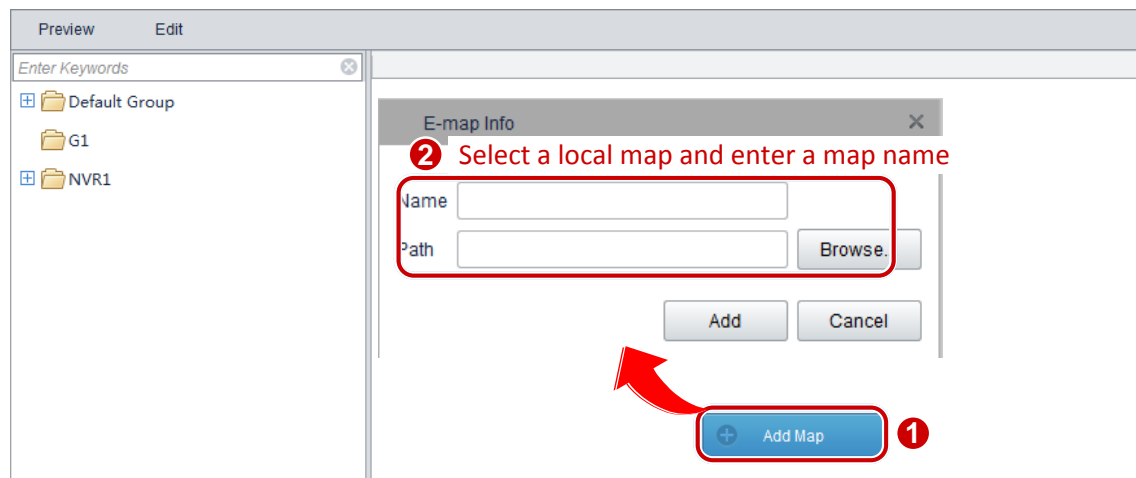 Preview Edit
Enter Keywords
Default Group
G1
NVR1
E-map Info
2 Select a local map and enter a map name
Name
Path Browse..
Add Cancel
Add Map 1